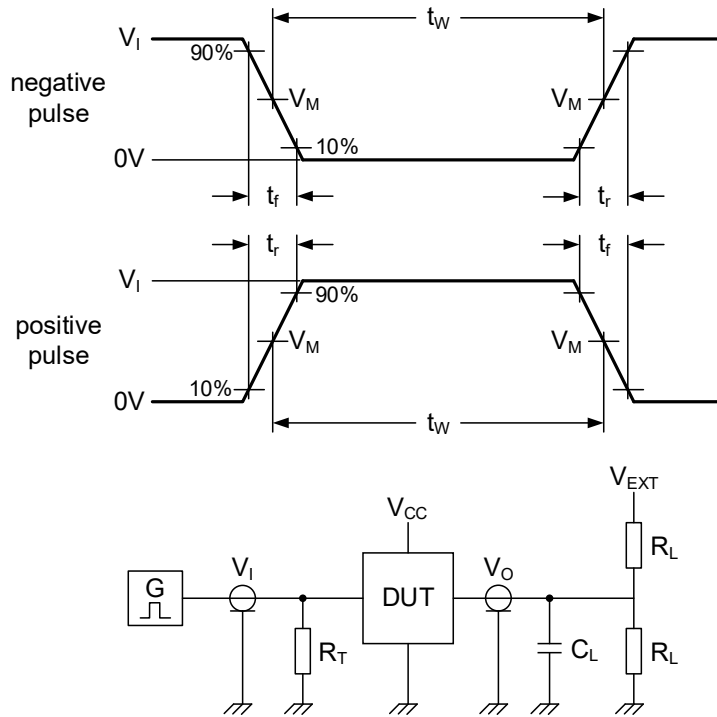 t_W
V_I
90%
negative
pulse
V_M
V_M
0V
10%
t_f
t_r
t_r
t_f
V_I
90%
positive
pulse
V_M
V_M
10%
0V
t_W
V_EXT
V_CC
R_L
V_I
V_O
G
DUT
R_T
C_L
R_L